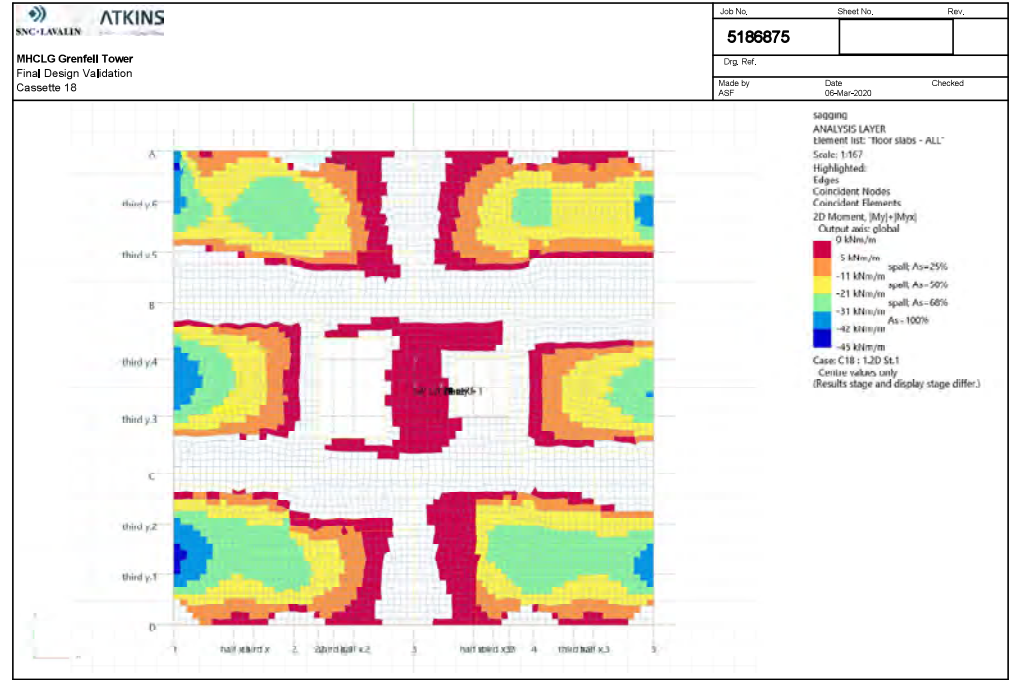 SNC·LAVALIN
ATKINS
MHCLG Grenfell Tower
Final Design Validation
Cassette 18
Job No.
Sheet No.
Rev.
5186875
Drg. Ref.
Made by
ASF
Date
06-Mar-2020
Checked
sagging
ANALYSIS LAYER
Element list: "floor slabs - ALL"
Scale: 1:167
Highlighted:
Edges
Coincident Nodes
Coincident Elements
2D Moment, |My|+|Myx|
Output axis: global
0 kNm/m
-5 kNm/m
spall; As=25%
-11 kNm/m
spall; As=50%
-21 kNm/m
spall; As=68%
-31 kNm/m
As=100%
-42 kNm/m
-45 kNm/m
Case: C18 : 1.2D St.1
Centre values only
(Results stage and display stage differ.)
A
third y.6
third y.5
B
third y.4
third y.3
C
third y.2
third y.1
D
1
2
3
4
third half x.3
5